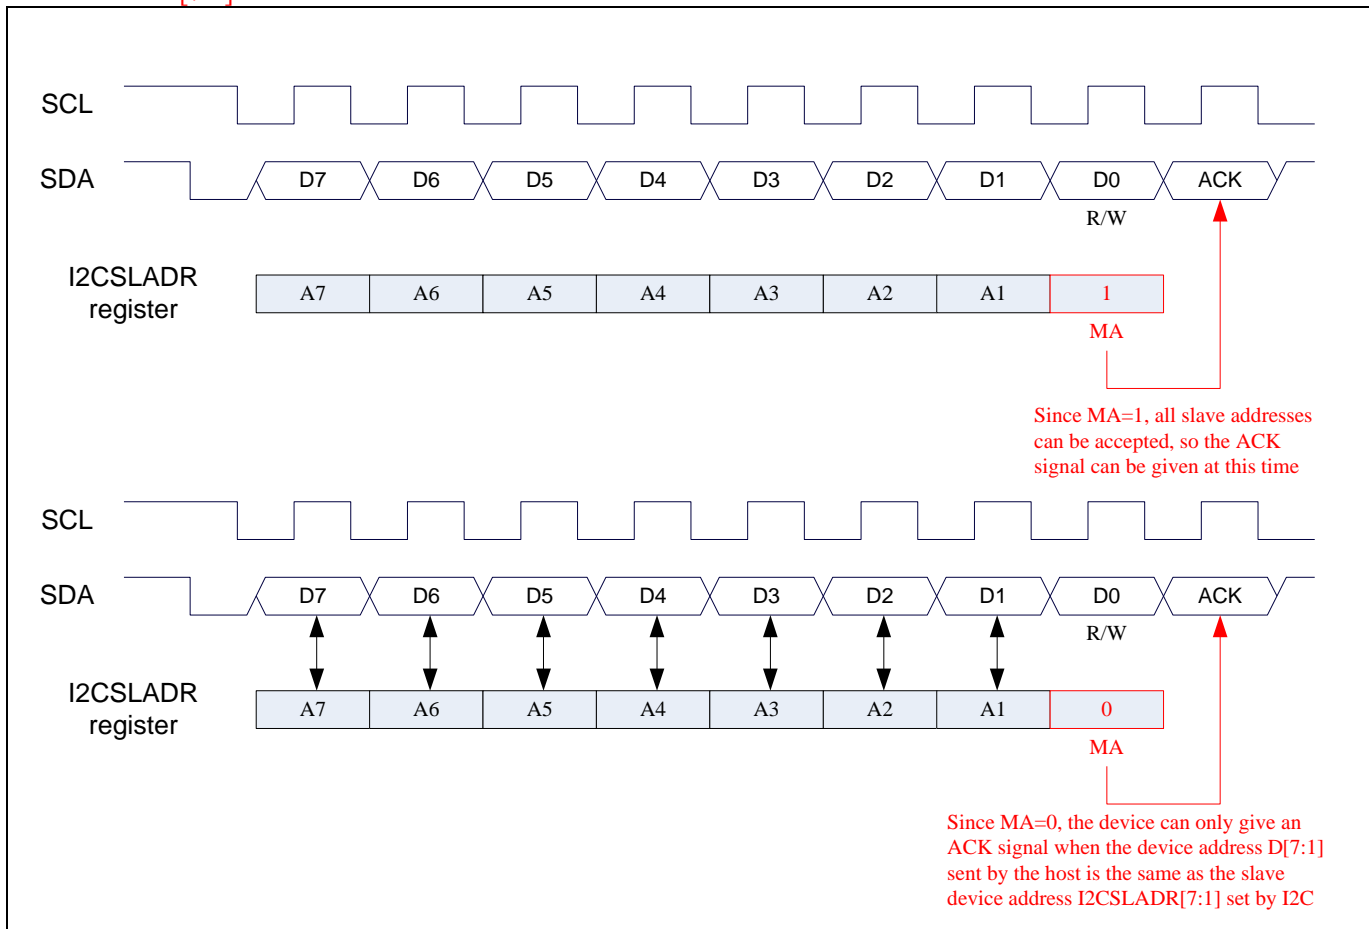 SCL
SDA D7 D6 D5 D4 D3 D2 D1 D0 ACK
R/W
I2CSLADR
register
A7 A6 A5 A4 A3 A2 A1 1
MA
Since MA=1, all slave addresses
can be accepted, so the ACK
signal can be given at this time
SCL
SDA D7 D6 D5 D4 D3 D2 D1 D0 ACK
R/W
I2CSLADR
register
A7 A6 A5 A4 A3 A2 A1 0
MA
Since MA=0, the device can only give an
ACK signal when the device address D[7:1]
sent by the host is the same as the slave
device address I2CSLADR[7:1] set by I2C